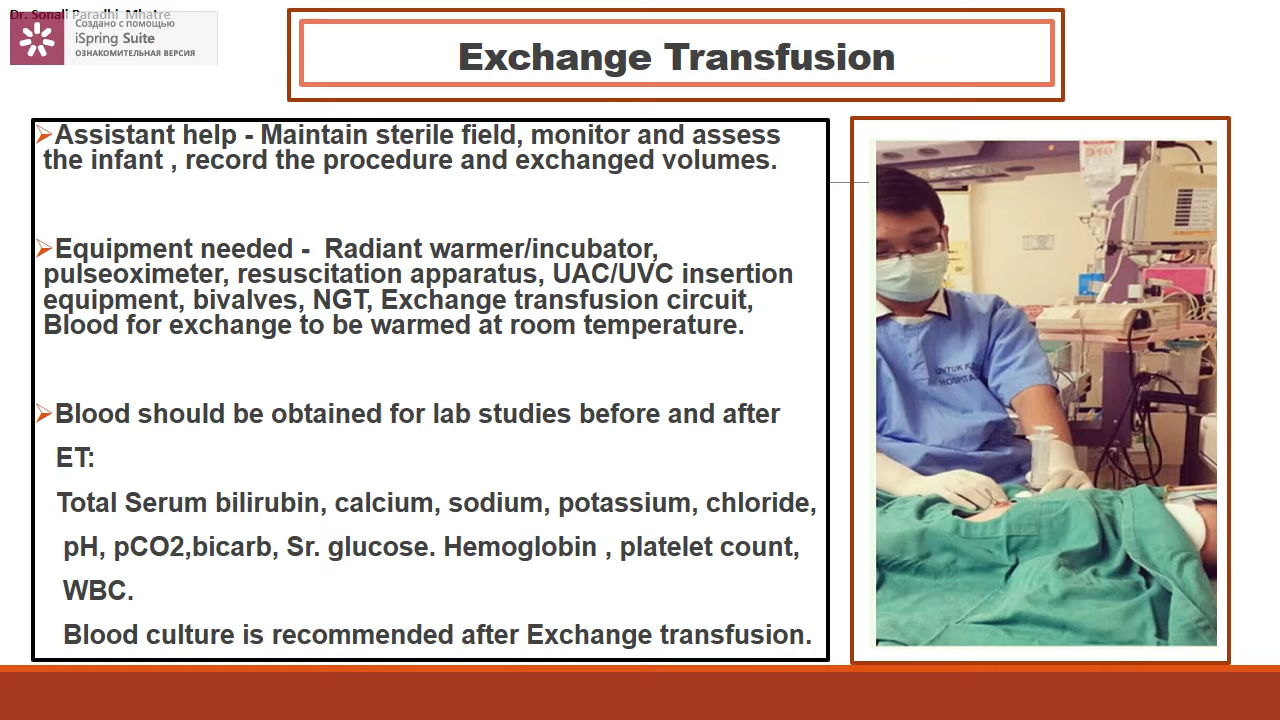 Dr. Sonali Paradhi Mhatre
Создано с помощью
iSpring Suite
ОЗНАКОМИТЕЛЬНАЯ ВЕРСИЯ
Exchange Transfusion
➢Assistant help - Maintain sterile field, monitor and assess
the infant , record the procedure and exchanged volumes.
➢Equipment needed - Radiant warmer/incubator,
pulseoximeter, resuscitation apparatus, UAC/UVC insertion
equipment, bivalves, NGT, Exchange transfusion circuit,
Blood for exchange to be warmed at room temperature.
➢Blood should be obtained for lab studies before and after
ET:
Total Serum bilirubin, calcium, sodium, potassium, chloride,
pH, pCO2,bicarb, Sr. glucose. Hemoglobin , platelet count,
WBC.
Blood culture is recommended after Exchange transfusion.